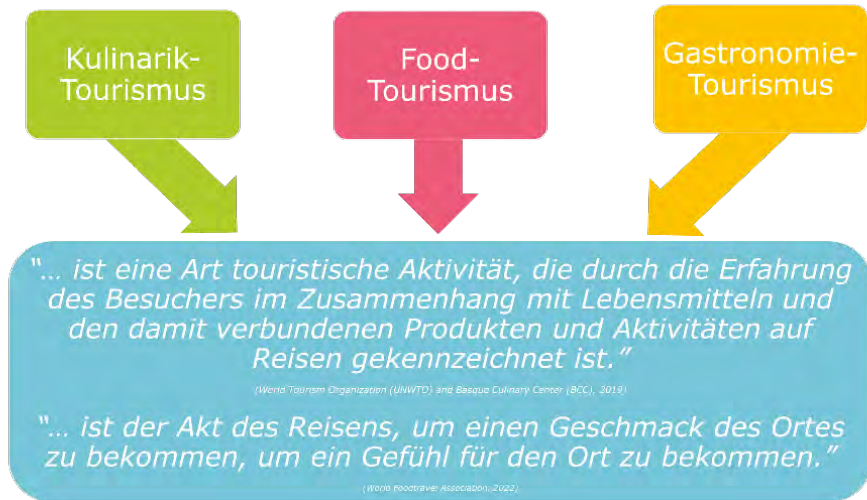 Kulinarik-
Tourismus
Food-
Tourismus
Gastronomie-
Tourismus
"... ist eine Art touristische Aktivität, die durch die Erfahrung
des Besuchers im Zusammenhang mit Lebensmitteln und
den damit verbundenen Produkten und Aktivitäten auf
Reisen gekennzeichnet ist."
(World Tourism Organization (UNWTO) and Basque Culinary Center (BCC), 2019)
"... ist der Akt des Reisens, um einen Geschmack des Ortes
zu bekommen, um ein Gefühl für den Ort zu bekommen."
(World Foodtravel Association, 2022)